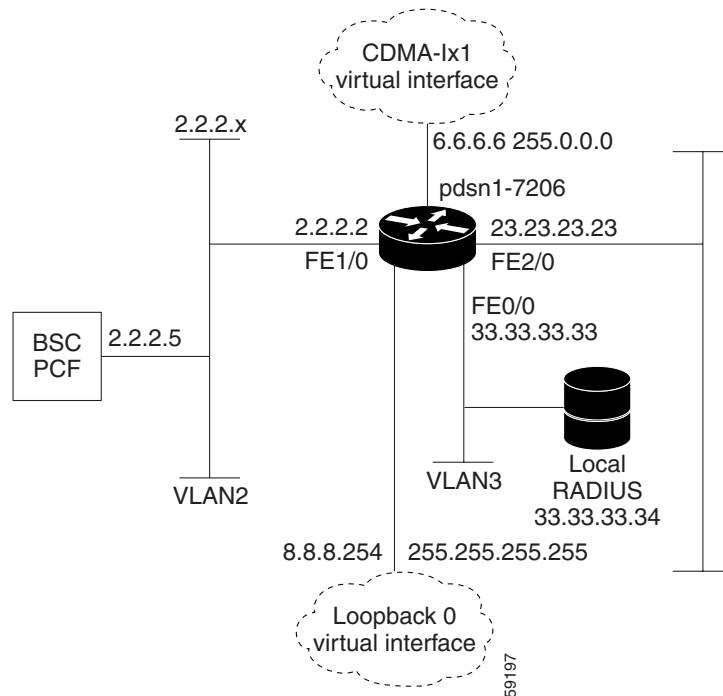 CDMA-Ix1
virtual interface
2.2.2.x
6.6.6.6 255.0.0.0
pdsn1-7206
2.2.2.2
23.23.23.23
FE1/0
FE2/0
FE0/0
33.33.33.33
BSC
PCF
2.2.2.5
VLAN2
VLAN3
Local
RADIUS
33.33.33.34
8.8.8.254
255.255.255.255
Loopback 0
virtual interface
59197